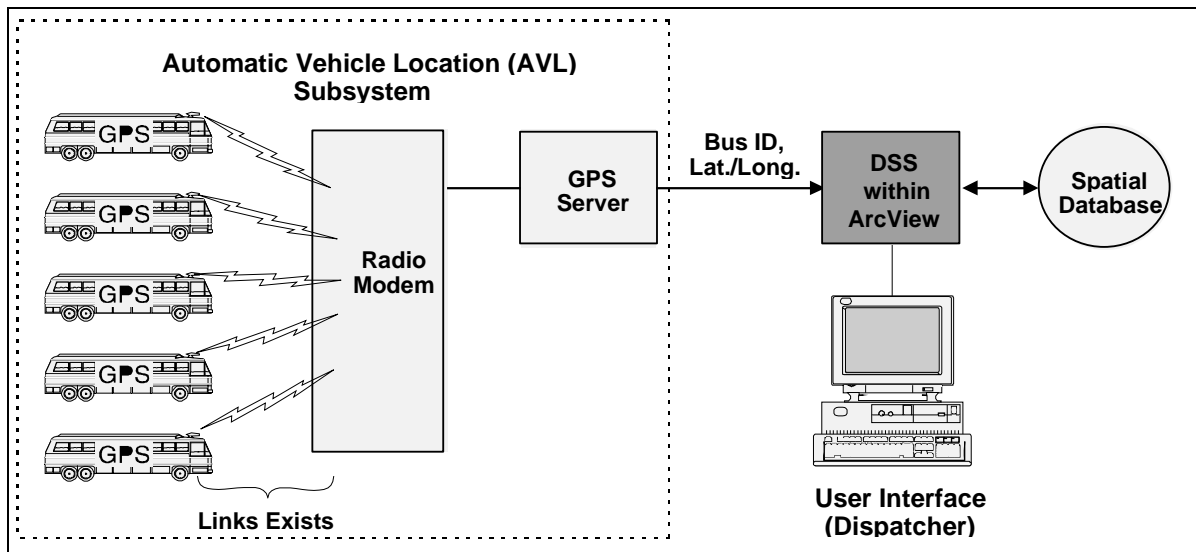 Automatic Vehicle Location (AVL)
Subsystem
GPS
GPS
GPS
GPS
GPS
Radio
Modem
GPS
Server
Bus ID,
Lat./Long.
DSS
within
ArcView
Spatial
Database
Links Exists
User Interface
(Dispatcher)